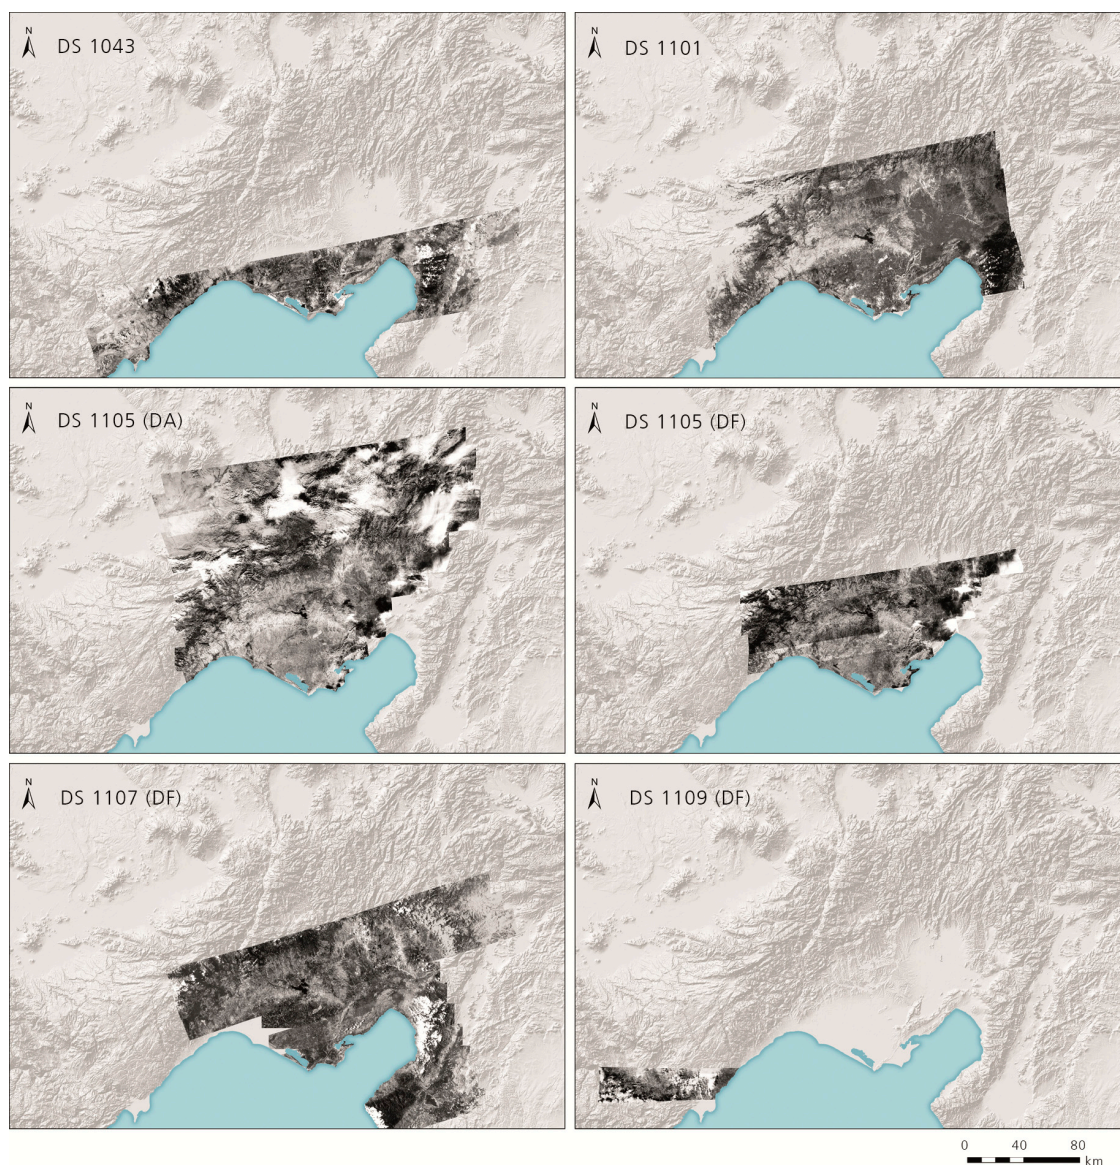 N
DS 1043
N
DS 1101
N
DS 1105 (DA)
N
DS 1105 (DF)
N
DS 1107 (DF)
N
DS 1109 (DF)
0 40 80
km